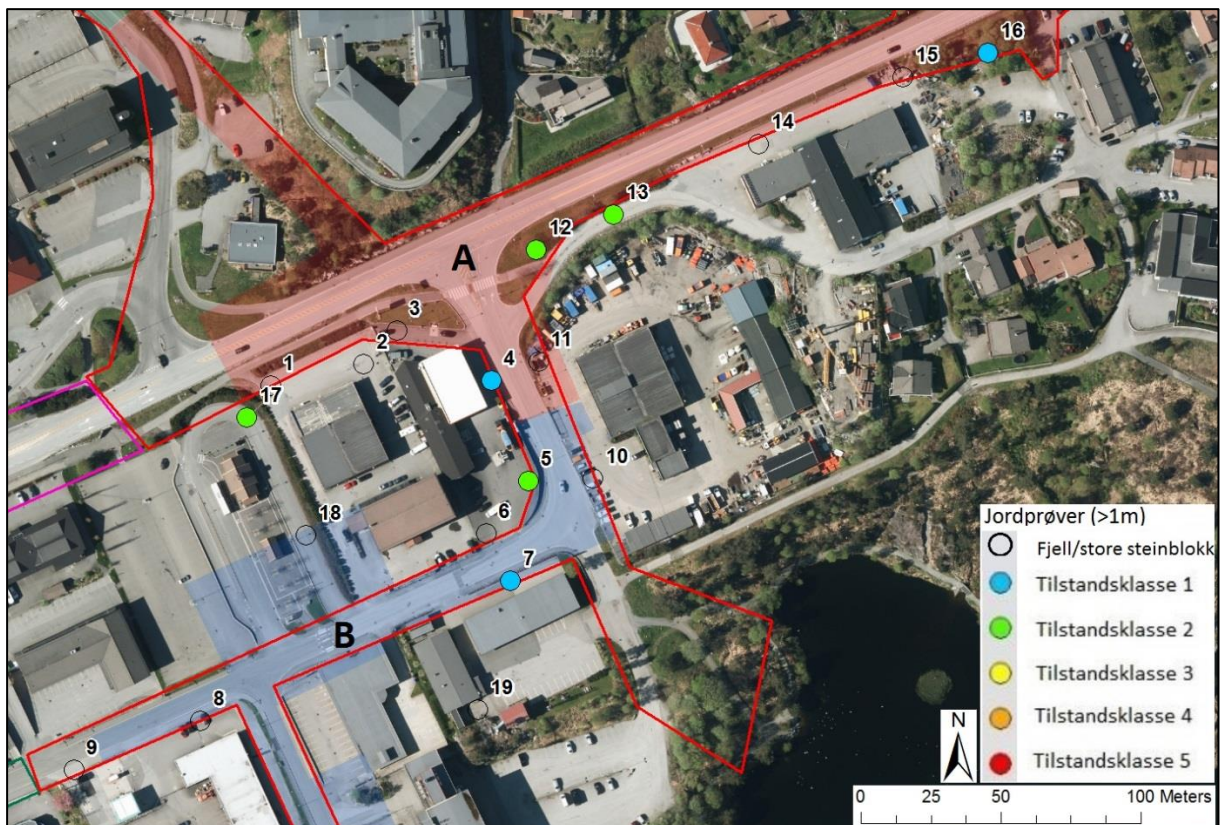 16
15
14
13
12
A
3
2
11
4
1
17
5
10
18
6
7
B
19
8
9
Jordprøver (>1m)
Fjell/store steinblokk
Tilstandsklasse 1
Tilstandsklasse 2
Tilstandsklasse 3
Tilstandsklasse 4
Tilstandsklasse 5
N
0 25 50 100 Meters